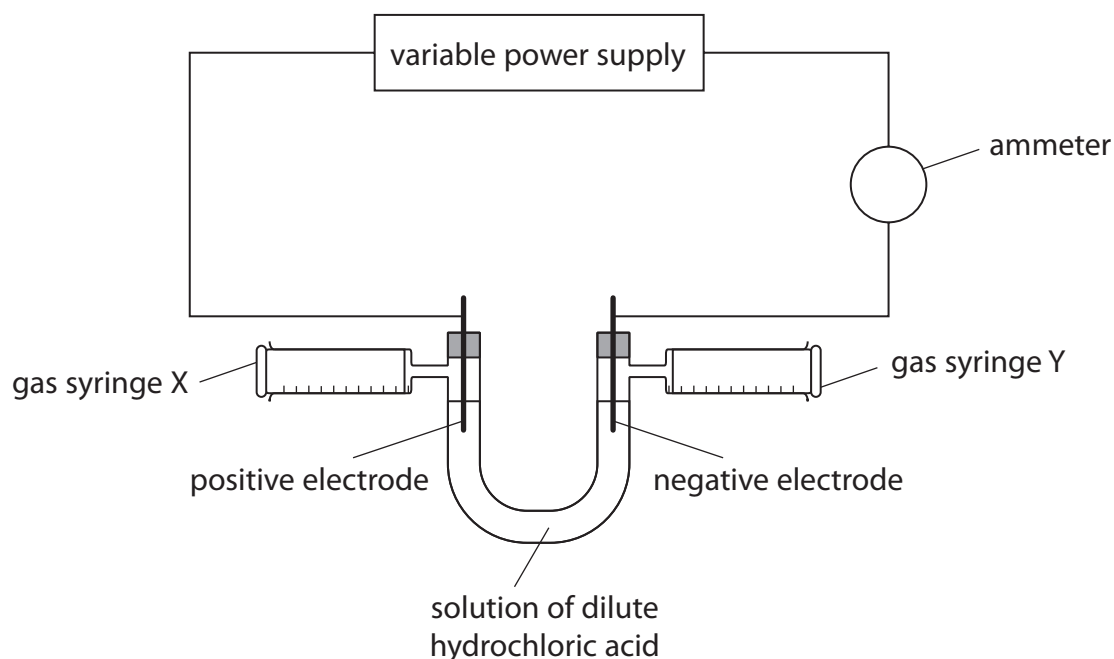 variable power supply
ammeter
gas syringe X
gas syringe Y
positive electrode
negative electrode
solution of dilute
hydrochloric acid